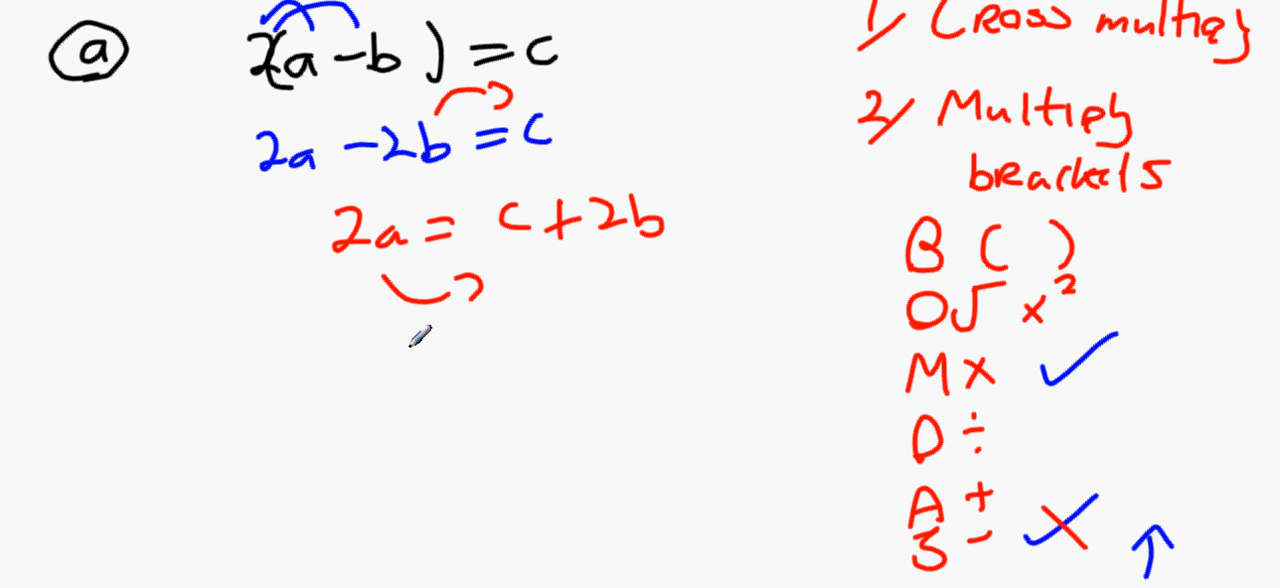 a 2(a - b) = c
2a - 2b = c
2a = c + 2b
1/ Cross multiply
2/ Multiply
brackets
B ( )
O √ x²
M ×
D ÷
A +
S -